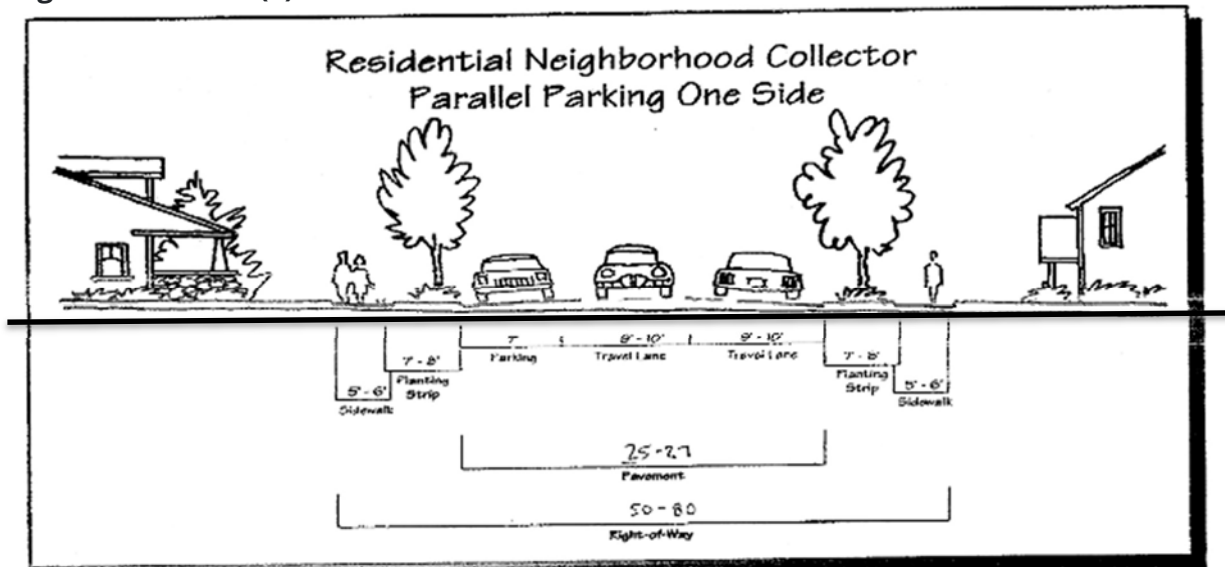 Residential Neighborhood Collector
Parallel Parking One Side
7' 9' - 10' 9' - 10'
7' - 8' Parking Travel Lane Travel Lane 7' - 8'
5' - 6' Planting Planting 5' - 6'
Sidewalk Strip Strip Sidewalk
25-27
Pavement
50-80
Right-of-Way